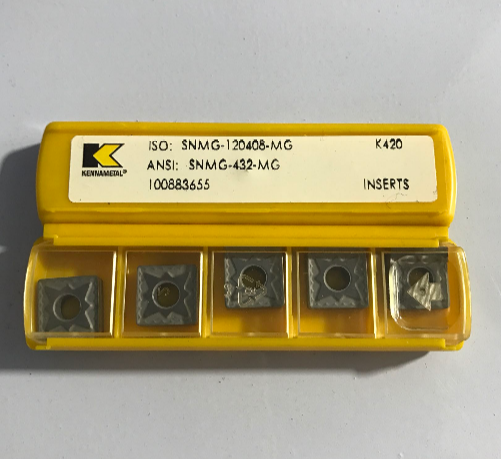 ISO: SNMG-120408-MG K420
ANSI: SNMG-432-MG
KENNAMETAL®
100883655 INSERTS